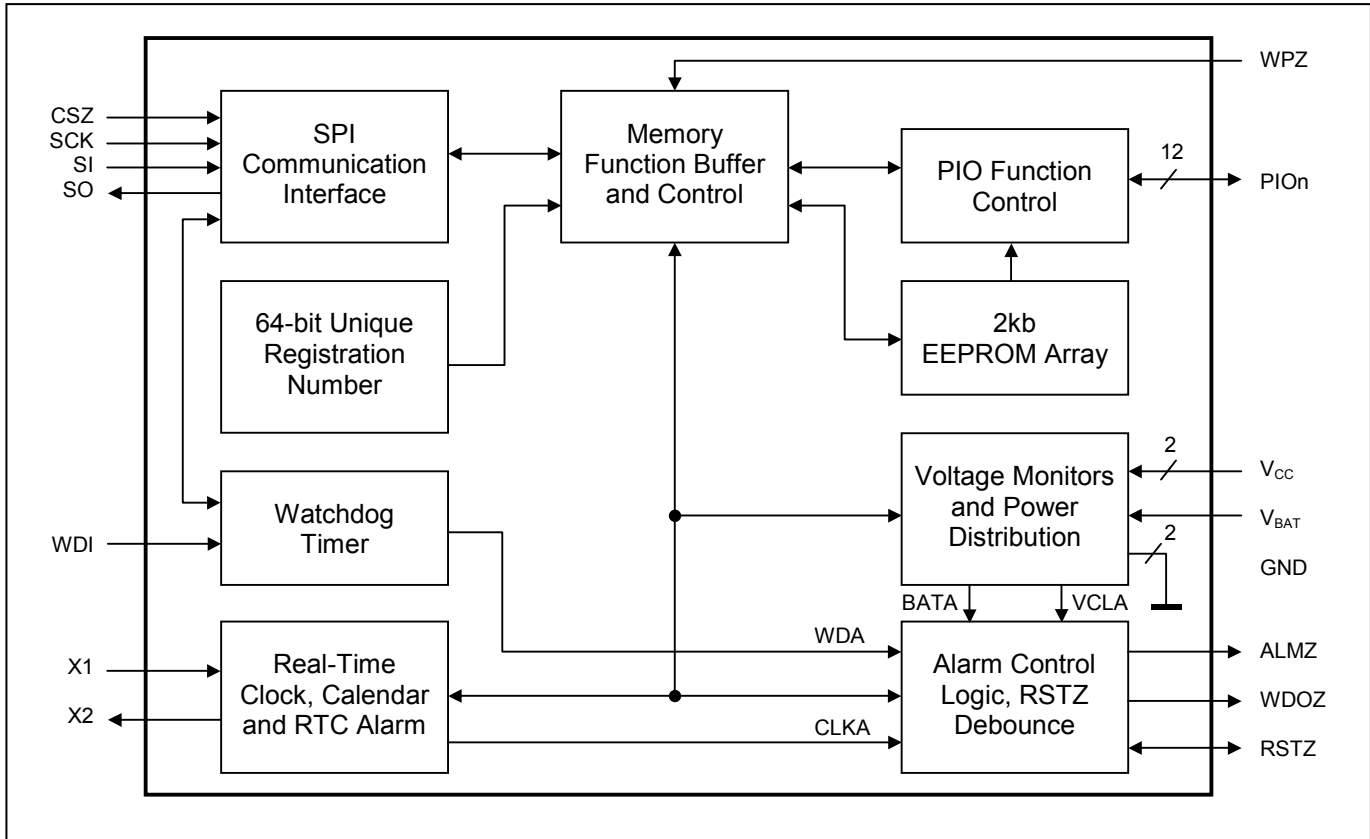 WPZ
CSZ
SCK
SI
SO
SPI
Communication
Interface
Memory
Function Buffer
and Control
PIO Function
Control
12
PIOn
64-bit Unique
Registration
Number
2kb
EEPROM Array
Watchdog
Timer
WDI
Voltage Monitors
and Power
Distribution
2
VCC
VBAT
2
GND
BATA
VCLA
WDA
X1
X2
Real-Time
Clock, Calendar
and RTC Alarm
CLKA
Alarm Control
Logic, RSTZ
Debounce
ALMZ
WDOZ
RSTZ